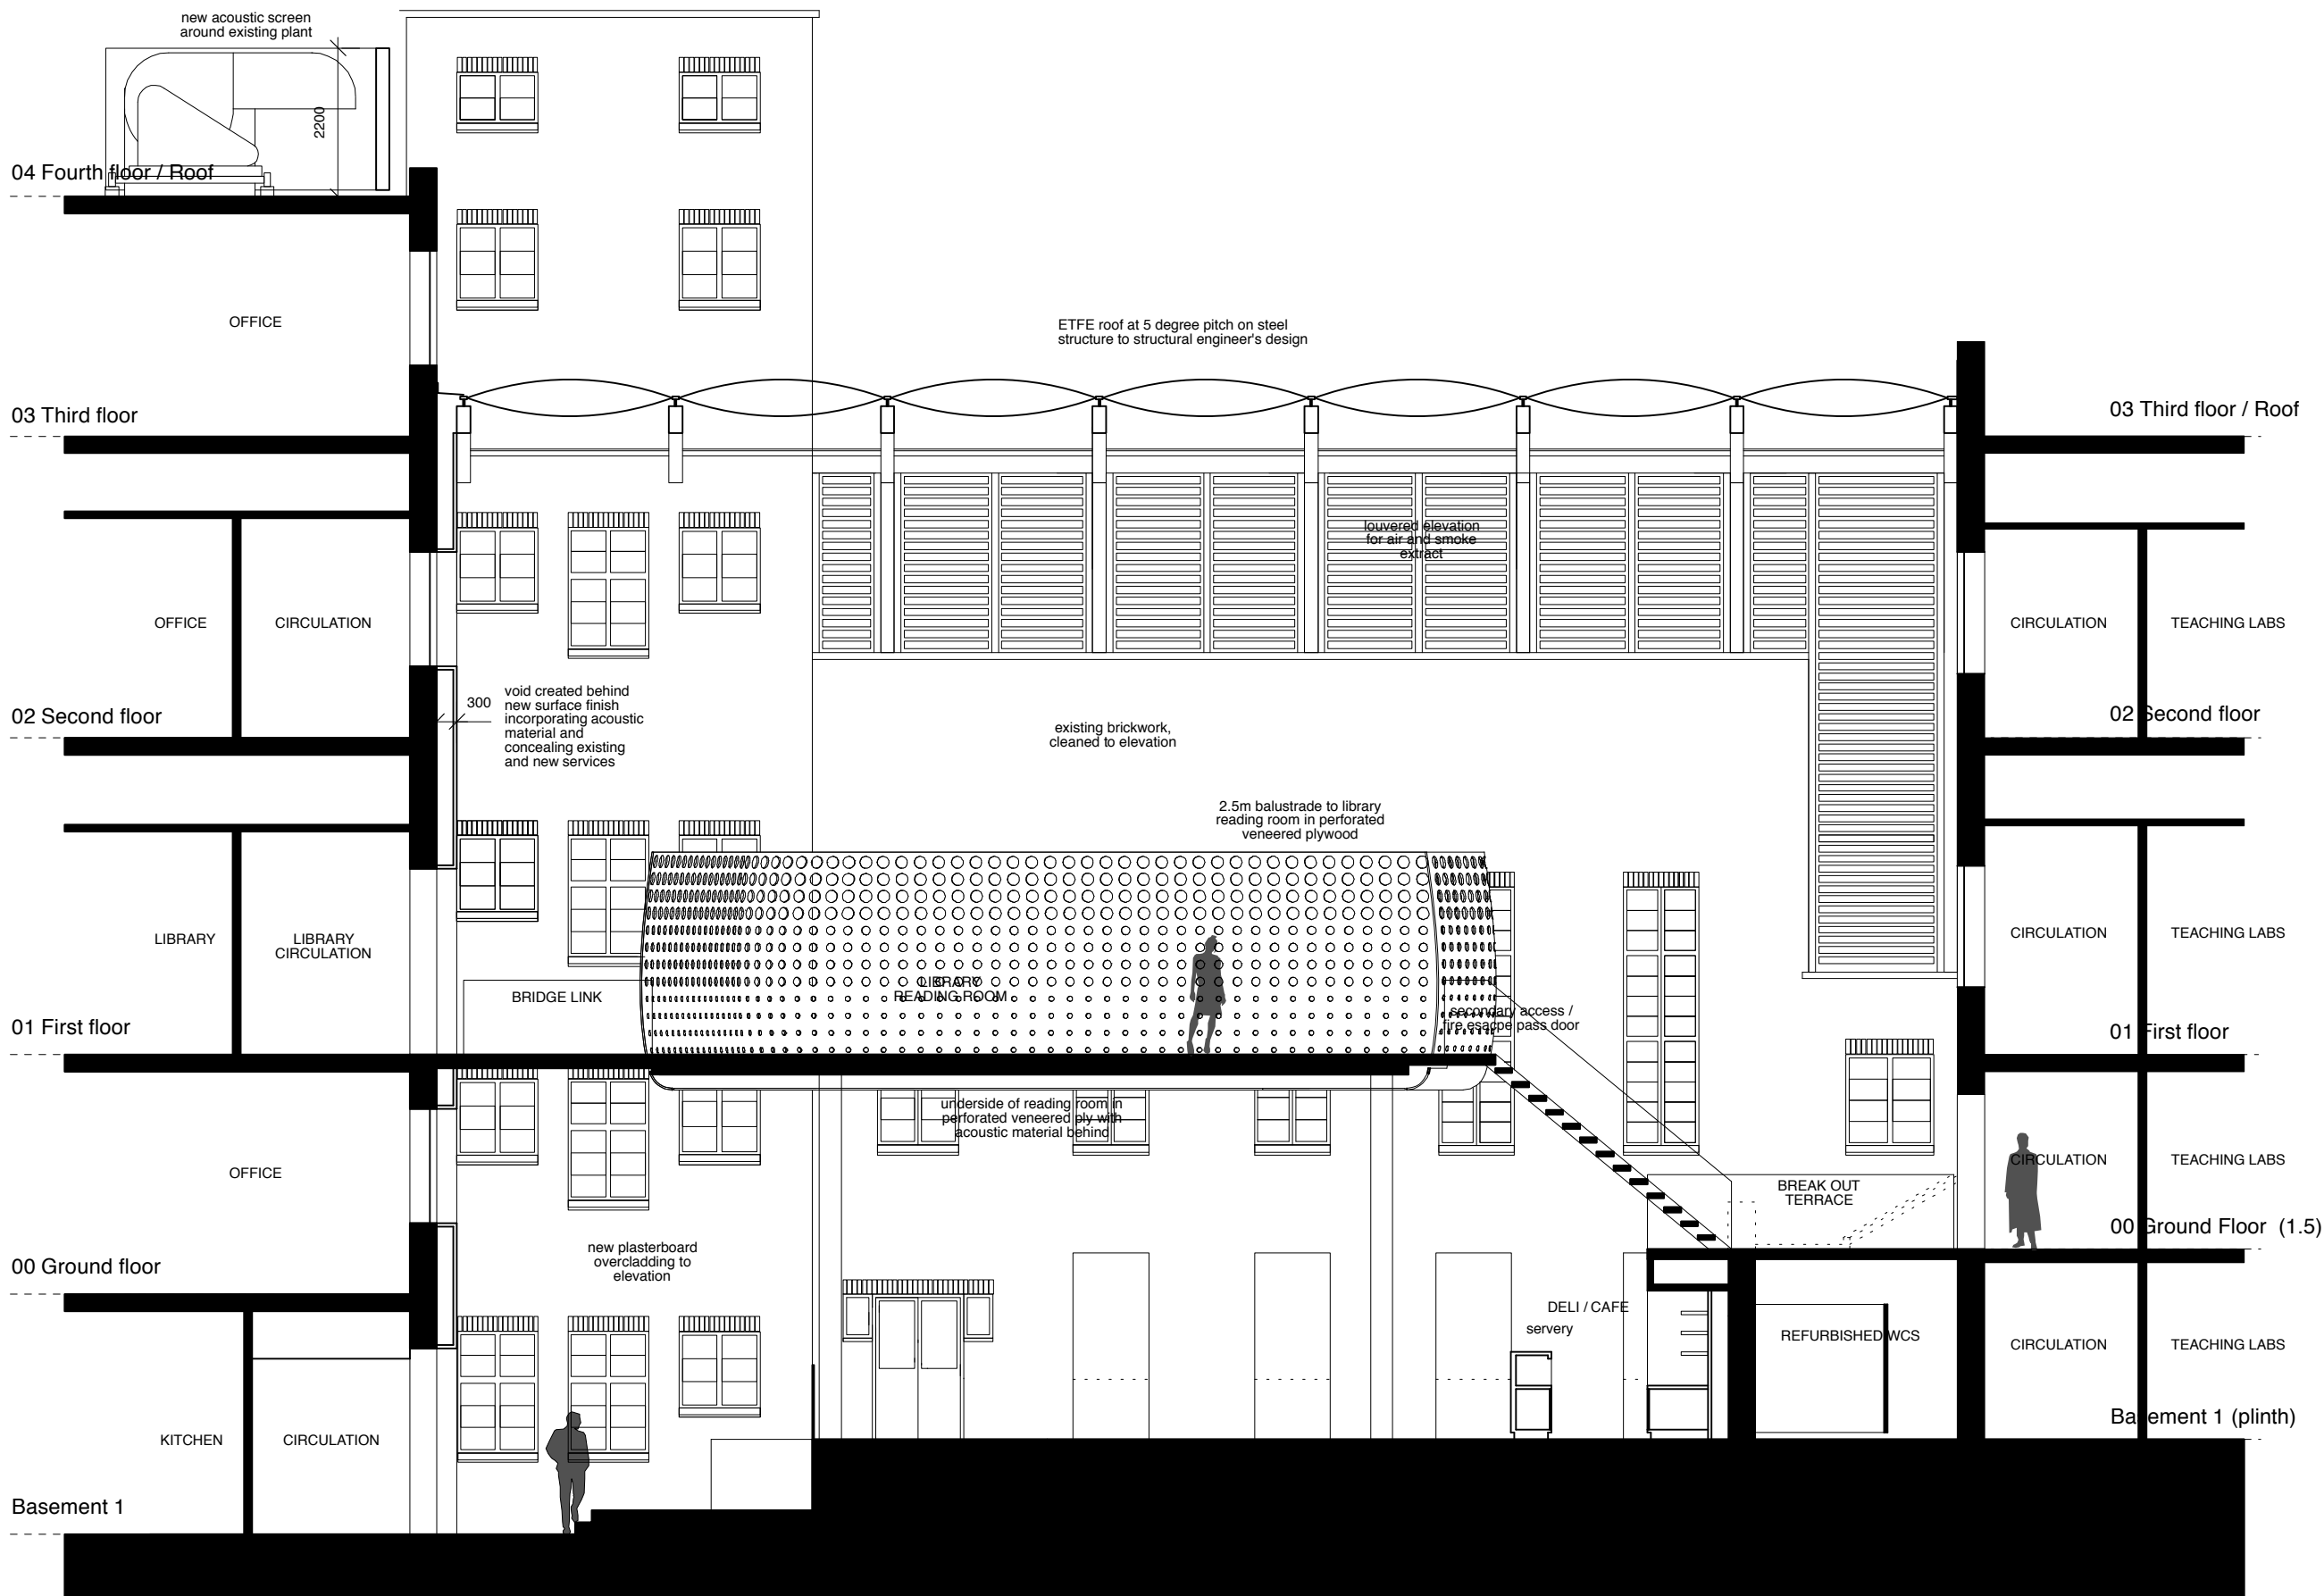 new acoustic screen
around existing plant
2200
04 Fourth floor / Roof
OFFICE
ETFE roof at 5 degree pitch on steel
structure to structural engineer's design
03 Third floor
03 Third floor / Roof
louvered elevation
for air and smoke
extract
OFFICE
CIRCULATION
CIRCULATION
TEACHING LABS
300
void created behind
new surface finish
incorporating acoustic
material and
concealing existing
and new services
02 Second floor
existing brickwork,
cleaned to elevation
02 Second floor
2.5m balustrade to library
reading room in perforated
veneered plywood
LIBRARY
LIBRARY
CIRCULATION
CIRCULATION
TEACHING LABS
BRIDGE LINK
LIBRARY
READING ROOM
secondary access /
fire esacpe pass door
01 First floor
01 First floor
underside of reading room in
perforated veneered ply with
acoustic material behind
OFFICE
CIRCULATION
TEACHING LABS
BREAK OUT
TERRACE
00 Ground Floor (1.5)
new plasterboard
overcladding to
elevation
00 Ground floor
DELI / CAFE
servery
REFURBISHED WCS
CIRCULATION
TEACHING LABS
KITCHEN
CIRCULATION
Basement 1 (plinth)
Basement 1